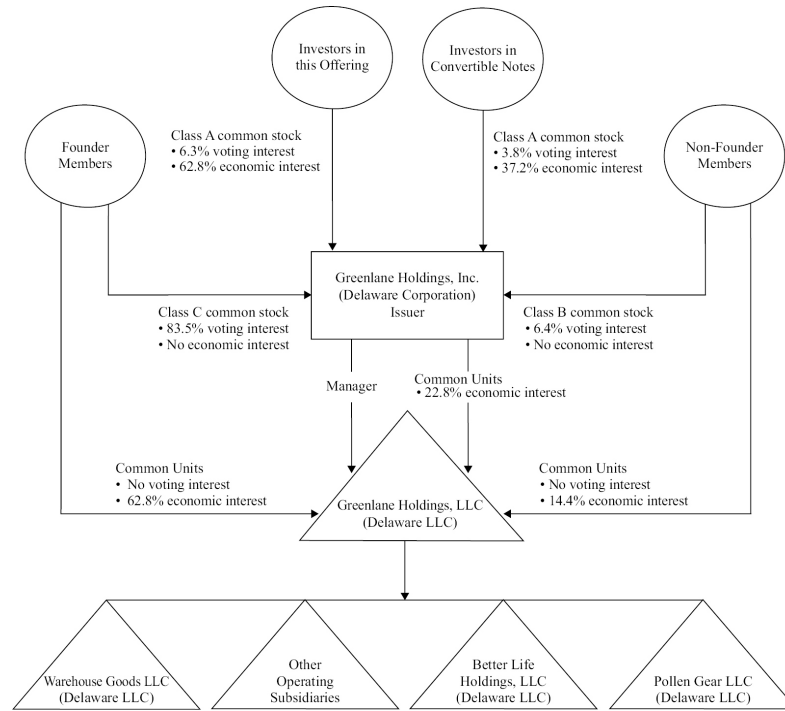 Investors in
this Offering
Investors in
Convertible Notes
Founder
Members
Class A common stock
• 6.3% voting interest
• 62.8% economic interest
Class A common stock
• 3.8% voting interest
• 37.2% economic interest
Non-Founder
Members
Greenlane Holdings, Inc.
(Delaware Corporation)
Issuer
Class C common stock
• 83.5% voting interest
• No economic interest
Class B common stock
• 6.4% voting interest
• No economic interest
Manager
Common Units
• 22.8% economic interest
Common Units
• No voting interest
• 62.8% economic interest
Common Units
• No voting interest
• 14.4% economic interest
Greenlane Holdings, LLC
(Delaware LLC)
Warehouse Goods LLC
(Delaware LLC)
Other
Operating
Subsidiaries
Better Life
Holdings, LLC
(Delaware LLC)
Pollen Gear LLC
(Delaware LLC)